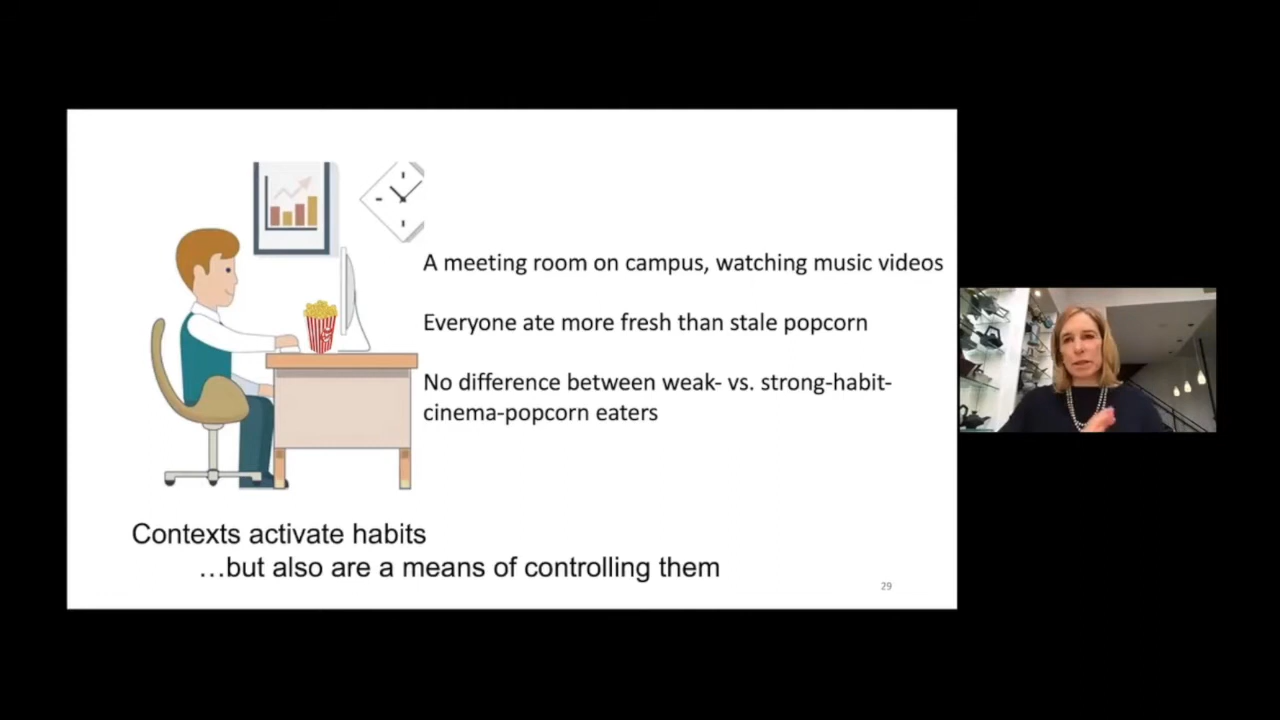 A meeting room on campus, watching music videos
Everyone ate more fresh than stale popcorn
No difference between weak- vs. strong-habit-
cinema-popcorn eaters
Contexts activate habits
…but also are a means of controlling them
29